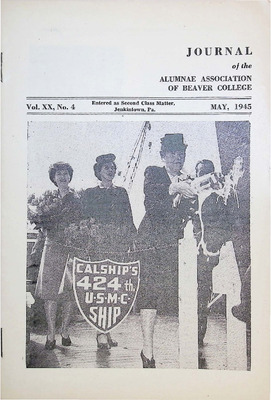 JOURNAL
of the
ALUMNAE ASSOCIATION
OF BEAVER COLLEGE
Vol. XX, No. 4
Entered as Second Class Matter,
Jenkintown, Pa.
MAY, 1945
CALSHIP'S
424th
U·S·M·C·
SHIP